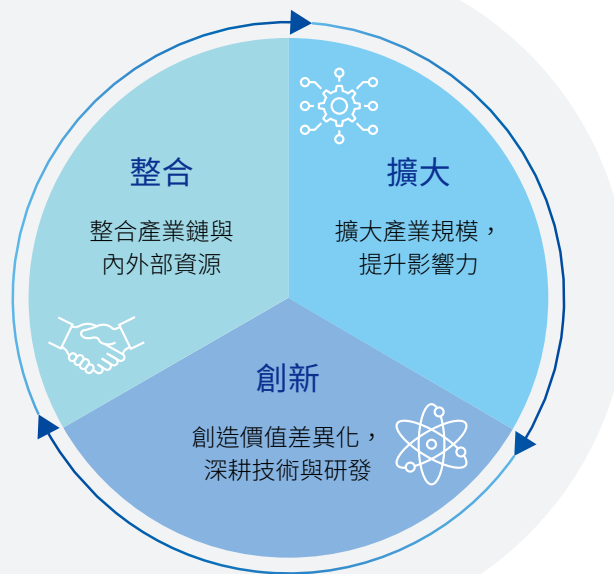 整合
整合產業鏈與
內外部資源
擴大
擴大產業規模，
提升影響力
創新
創造價值差異化，
深耕技術與研發